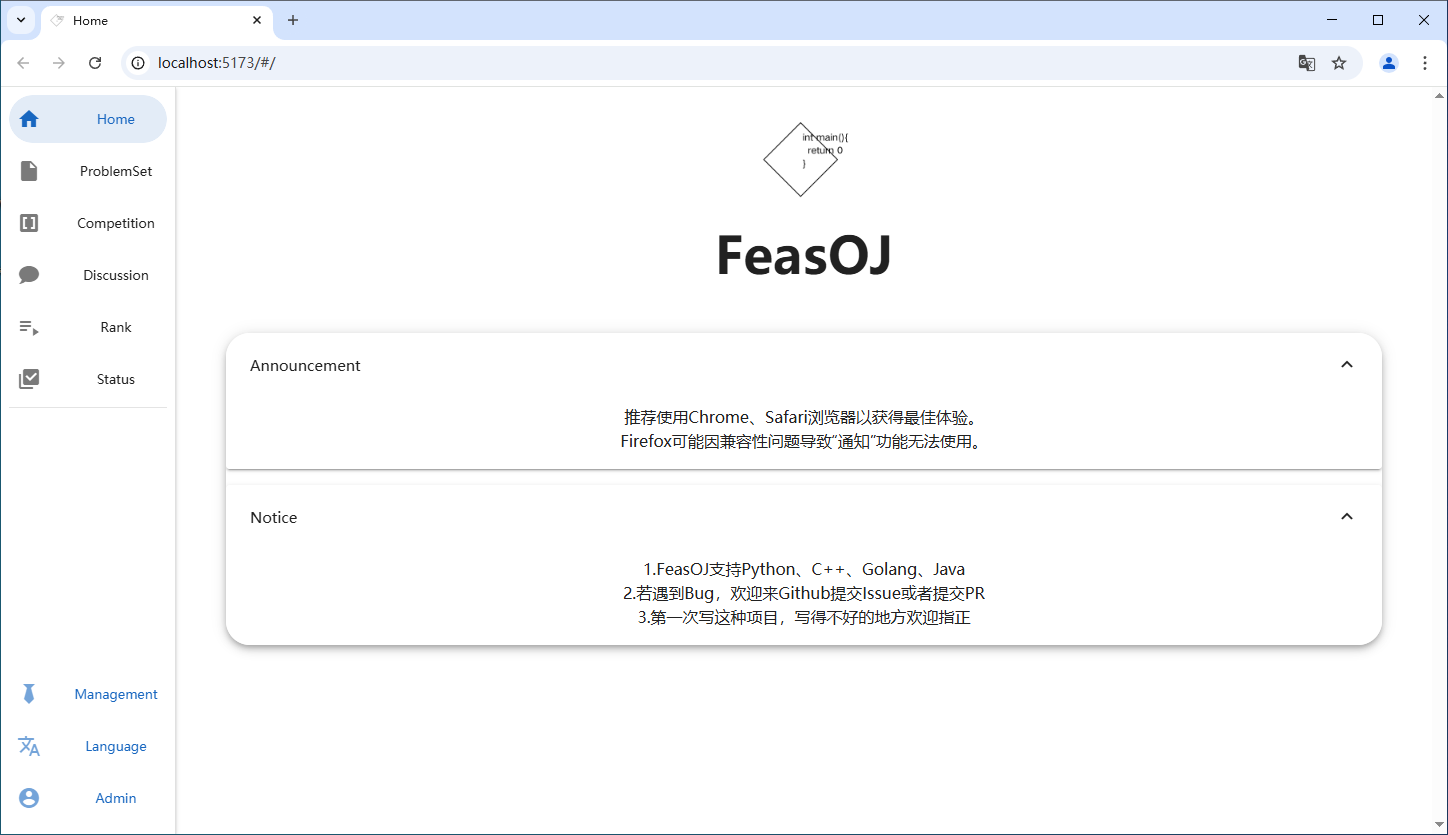 Home
localhost:5173/#/
Home
ProblemSet
Competition
Discussion
Rank
Status
Management
Language
Admin
int main(){
return 0
}
FeasOJ
Announcement
推荐使用Chrome、Safari浏览器以获得最佳体验。
Firefox可能因兼容性问题导致“通知”功能无法使用。
Notice
1.FeasOJ支持Python、C++、Golang、Java
2.若遇到Bug，欢迎来Github提交Issue或者提交PR
3.第一次写这种项目，写得不好的地方欢迎指正